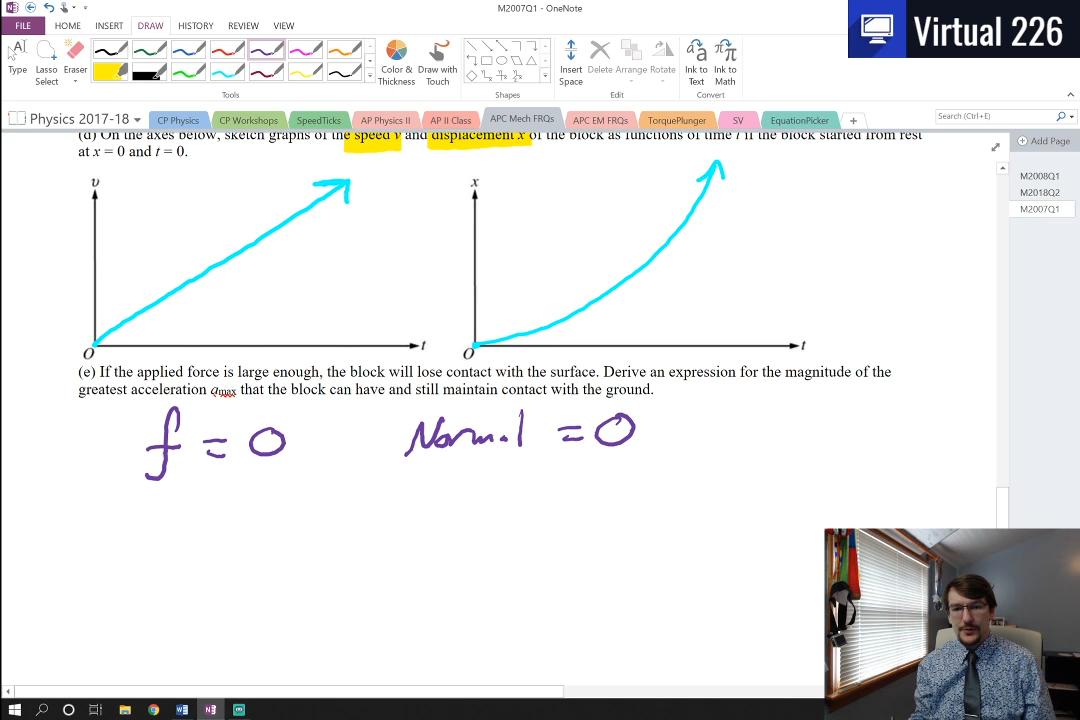 M2007Q1 - OneNote
FILE HOME INSERT DRAW HISTORY REVIEW VIEW
Virtual 226
Type Lasso Select Eraser
Color & Thickness Draw with Touch
Insert Space Delete Arrange Rotate
Ink to Text Ink to Math
Tools Shapes Edit Convert
Physics 2017-18 CP Physics CP Workshops SpeedTicks AP Physics II AP II Class APC Mech FRQs APC EM FRQs TorquePlunger SV EquationPicker
Search (Ctrl+E)
Add Page
M2008Q1
M2018Q2
M2007Q1
(d) On the axes below, sketch graphs of the speed v and displacement x of the block as functions of time t if the block started from rest
at x = 0 and t = 0.
v x
O t O t
(e) If the applied force is large enough, the block will lose contact with the surface. Derive an expression for the magnitude of the
greatest acceleration amax that the block can have and still maintain contact with the ground.
f = 0 Normal = 0